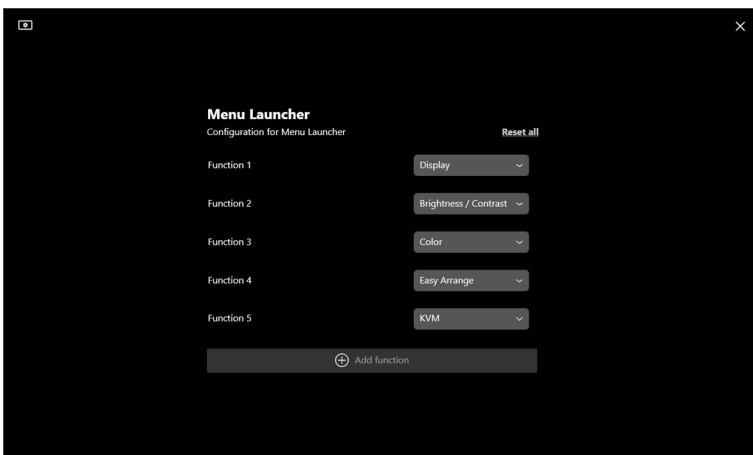 Menu Launcher
Configuration for Menu Launcher Reset all
Function 1 Display
Function 2 Brightness / Contrast
Function 3 Color
Function 4 Easy Arrange
Function 5 KVM
Add function